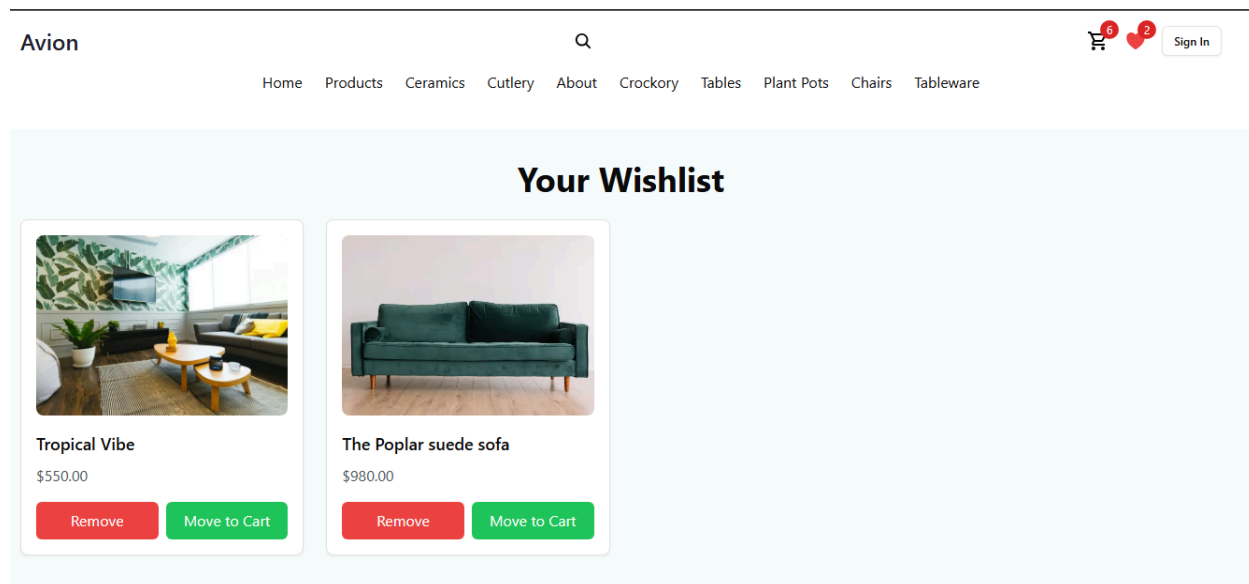 Avion
6
2
Sign In
Home Products Ceramics Cutlery About Crockory Tables Plant Pots Chairs Tableware
Your Wishlist
Tropical Vibe
$550.00
Remove Move to Cart
The Poplar suede sofa
$980.00
Remove Move to Cart